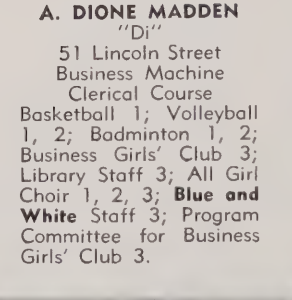 A. DIONE MADDEN
"Di"
51 Lincoln Street
Business Machine
Clerical Course
Basketball 1; Volleyball
1, 2; Badminton 1, 2;
Business Girls' Club 3;
Library Staff 3; All Girl
Choir 1, 2, 3; Blue and
White Staff 3; Program
Committee for Business
Girls' Club 3.